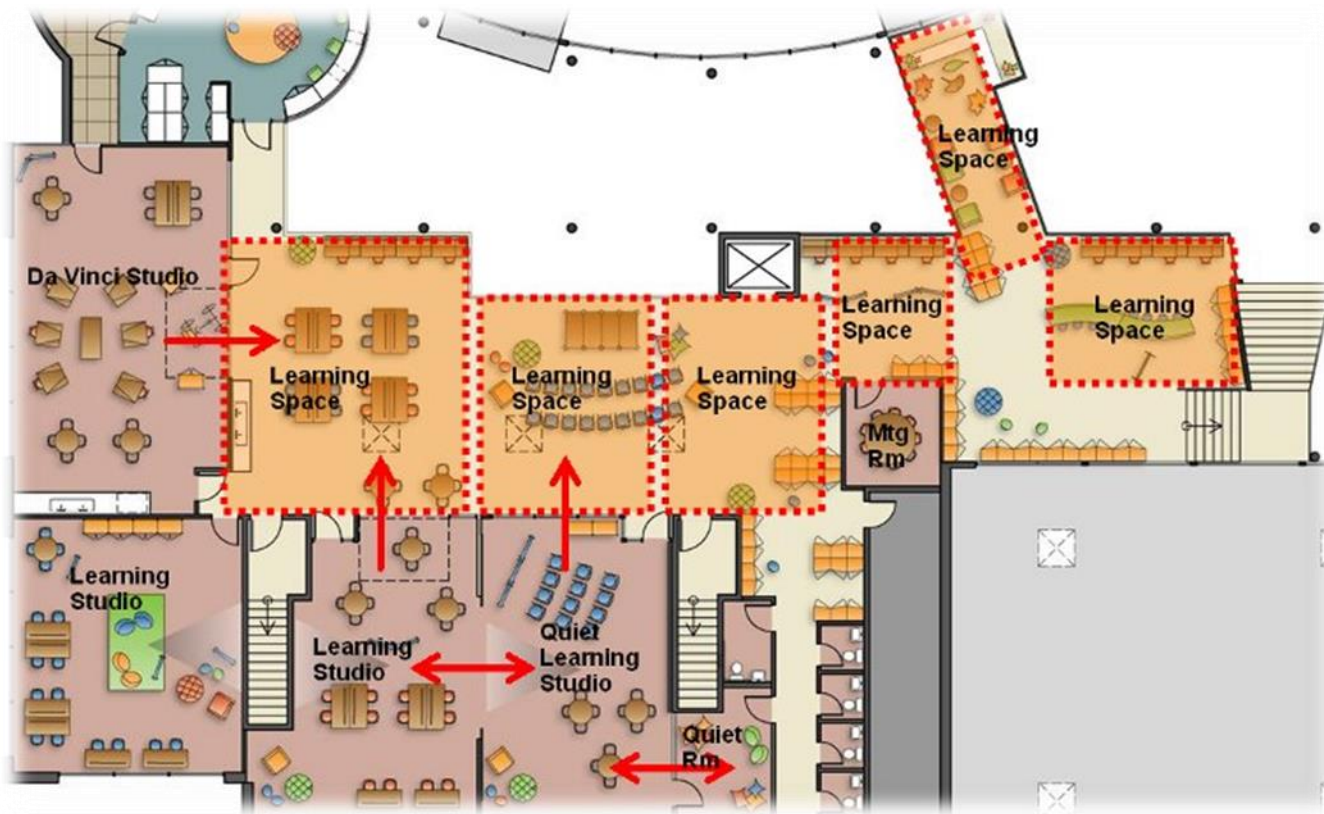 Learning
Space
Da Vinci Studio
Learning
Space
Learning
Space
Learning
Space
Learning
Space
Learning
Space
Mtg
Rm
Learning
Studio
Learning
Studio
Quiet
Learning
Studio
Quiet
Rm